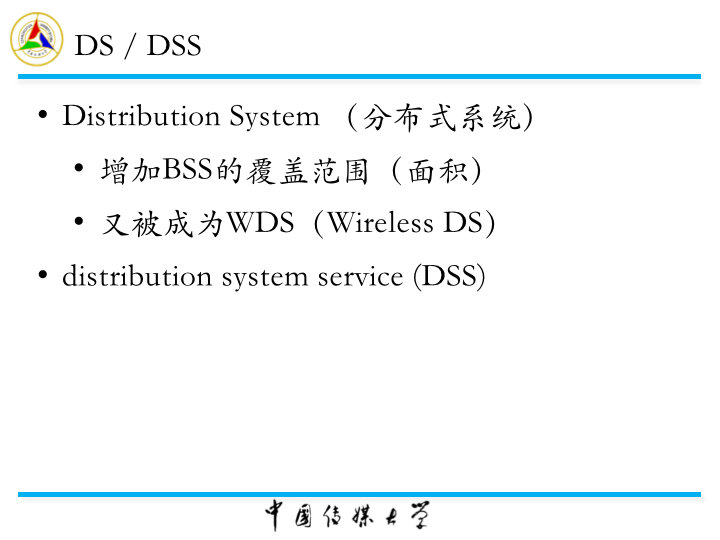 DS / DSS
• Distribution System （分布式系统）
• 增加BSS的覆盖范围（面积）
• 又被成为WDS（Wireless DS）
• distribution system service (DSS)
中国传媒大学